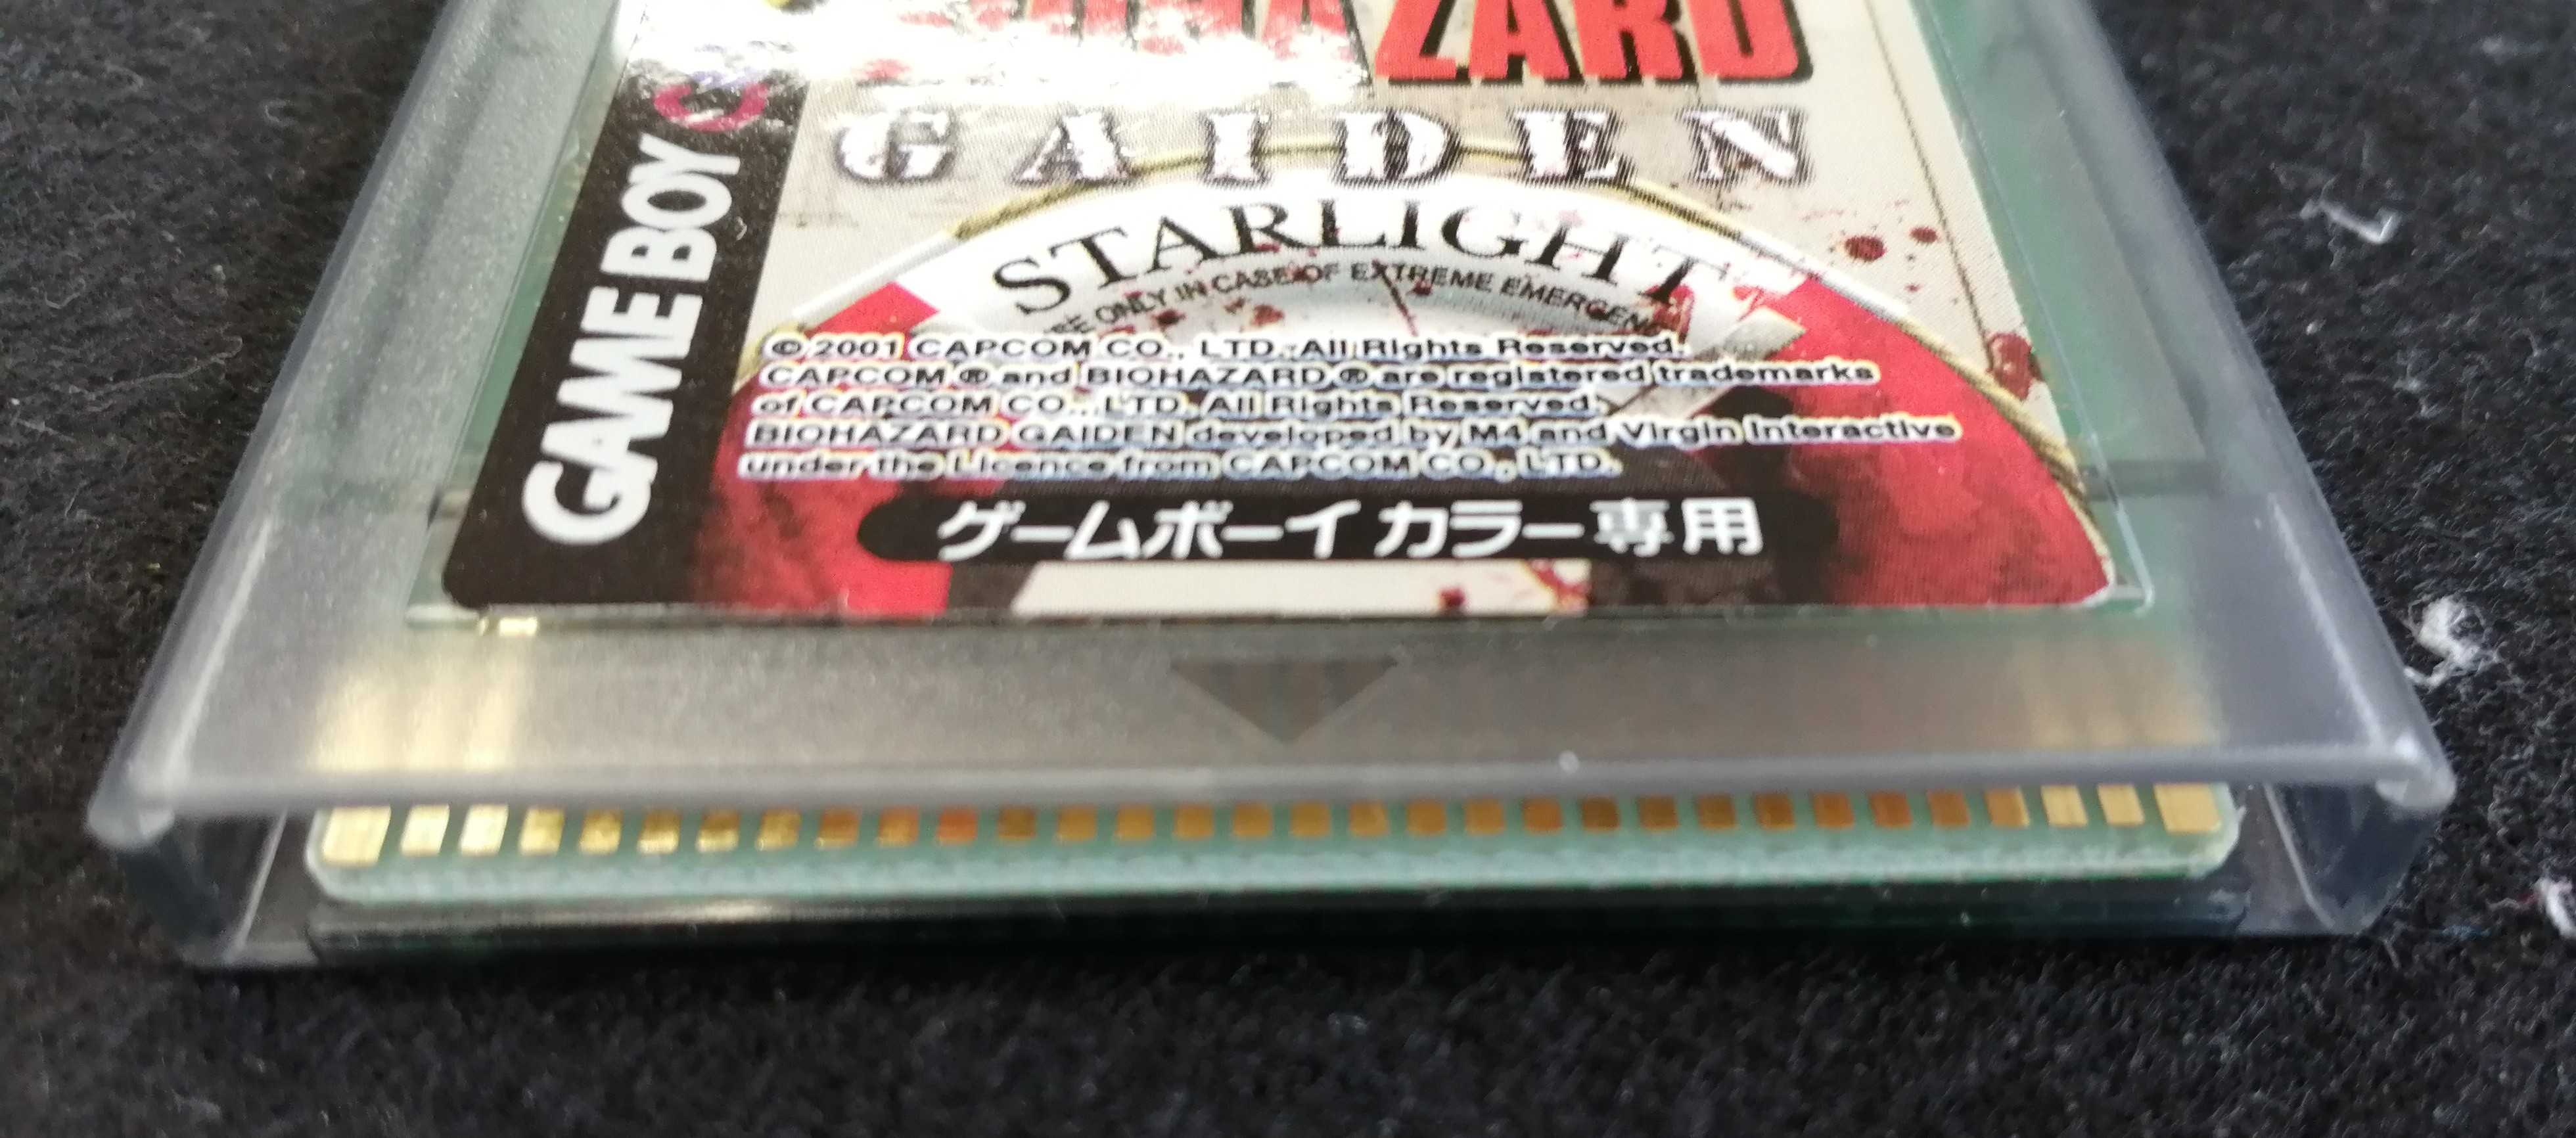 ZARD
GAIDEN
STARLIGHT
ONLY IN CASE OF EXTREME
© 2001 CAPCOM CO., LTD. All Rights Reserved.
CAPCOM ® and BIOHAZARD ® are registered trademarks
of CAPCOM CO., LTD. All Rights Reserved.
BIOHAZARD GAIDEN developed by M4 and Virgin Interactive
under the Licence from CAPCOM CO., LTD.
ゲームボーイ カラー専用
GAME BOY